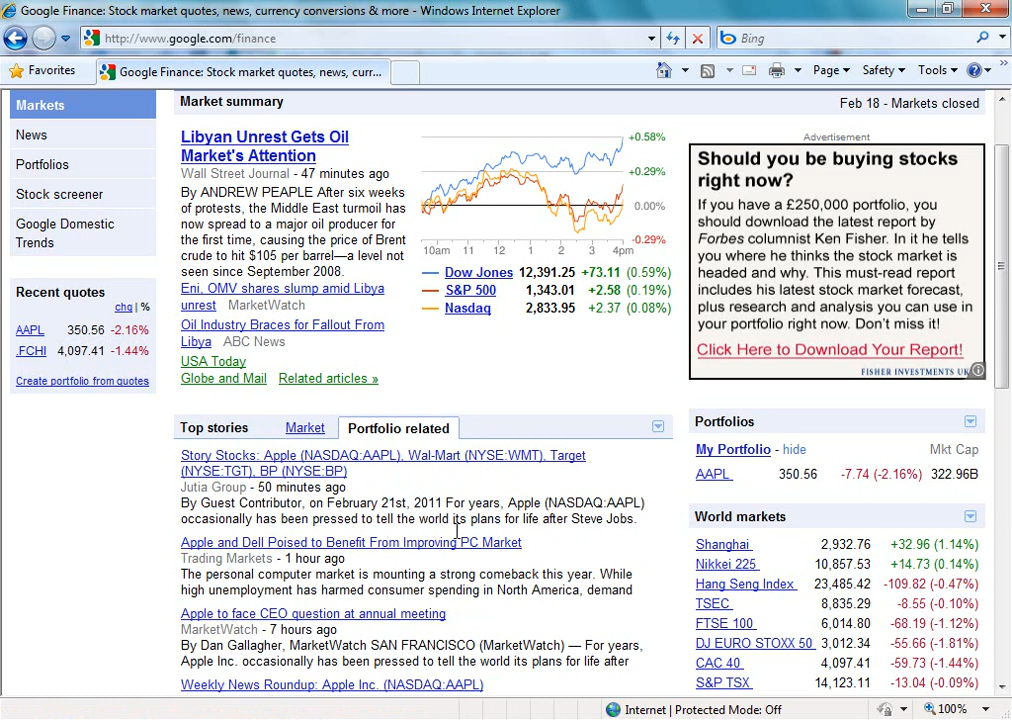 Google Finance: Stock market quotes, news, currency conversions & more - Windows Internet Explorer
http://www.google.com/finance
Bing
Favorites
Google Finance: Stock market quotes, news, curr...
Page
Safety
Tools
Markets
News
Portfolios
Stock screener
Google Domestic
Trends
Recent quotes
chg | %
AAPL 350.56 -2.16%
.FCHI 4,097.41 -1.44%
Create portfolio from quotes
Market summary
Feb 18 - Markets closed
Libyan Unrest Gets Oil
Market's Attention
Wall Street Journal - 47 minutes ago
By ANDREW PEAPLE After six weeks
of protests, the Middle East turmoil has
now spread to a major oil producer for
the first time, causing the price of Brent
crude to hit $105 per barrel—a level not
seen since September 2008.
Eni, OMV shares slump amid Libya
unrest MarketWatch
Oil Industry Braces for Fallout From
Libya ABC News
USA Today
Globe and Mail Related articles »
+0.58%
+0.29%
0.00%
-0.29%
10am 11 12 1 2 3 4pm
Dow Jones 12,391.25 +73.11 (0.59%)
S&P 500 1,343.01 +2.58 (0.19%)
Nasdaq 2,833.95 +2.37 (0.08%)
Advertisement
Should you be buying stocks
right now?
If you have a £250,000 portfolio, you
should download the latest report by
Forbes columnist Ken Fisher. In it he tells
you where he thinks the stock market is
headed and why. This must-read report
includes his latest stock market forecast,
plus research and analysis you can use in
your portfolio right now. Don't miss it!
Click Here to Download Your Report!
FISHER INVESTMENTS UK
Top stories Market Portfolio related
Story Stocks: Apple (NASDAQ:AAPL), Wal-Mart (NYSE:WMT), Target
(NYSE:TGT), BP (NYSE:BP)
Jutia Group - 50 minutes ago
By Guest Contributor, on February 21st, 2011 For years, Apple (NASDAQ:AAPL)
occasionally has been pressed to tell the world its plans for life after Steve Jobs.
Apple and Dell Poised to Benefit From Improving PC Market
Trading Markets - 1 hour ago
The personal computer market is mounting a strong comeback this year. While
high unemployment has harmed consumer spending in North America, demand
Apple to face CEO question at annual meeting
MarketWatch - 7 hours ago
By Dan Gallagher, MarketWatch SAN FRANCISCO (MarketWatch) — For years,
Apple Inc. occasionally has been pressed to tell the world its plans for life after
Weekly News Roundup: Apple Inc. (NASDAQ:AAPL)
Portfolios
My Portfolio - hide Mkt Cap
AAPL 350.56 -7.74 (-2.16%) 322.96B
World markets
Shanghai 2,932.76 +32.96 (1.14%)
Nikkei 225 10,857.53 +14.73 (0.14%)
Hang Seng Index 23,485.42 -109.82 (-0.47%)
TSEC 8,835.29 -8.55 (-0.10%)
FTSE 100 6,014.80 -68.19 (-1.12%)
DJ EURO STOXX 50 3,012.34 -55.66 (-1.81%)
CAC 40 4,097.41 -59.73 (-1.44%)
S&P TSX 14,123.11 -13.04 (-0.09%)
Internet | Protected Mode: Off
100%